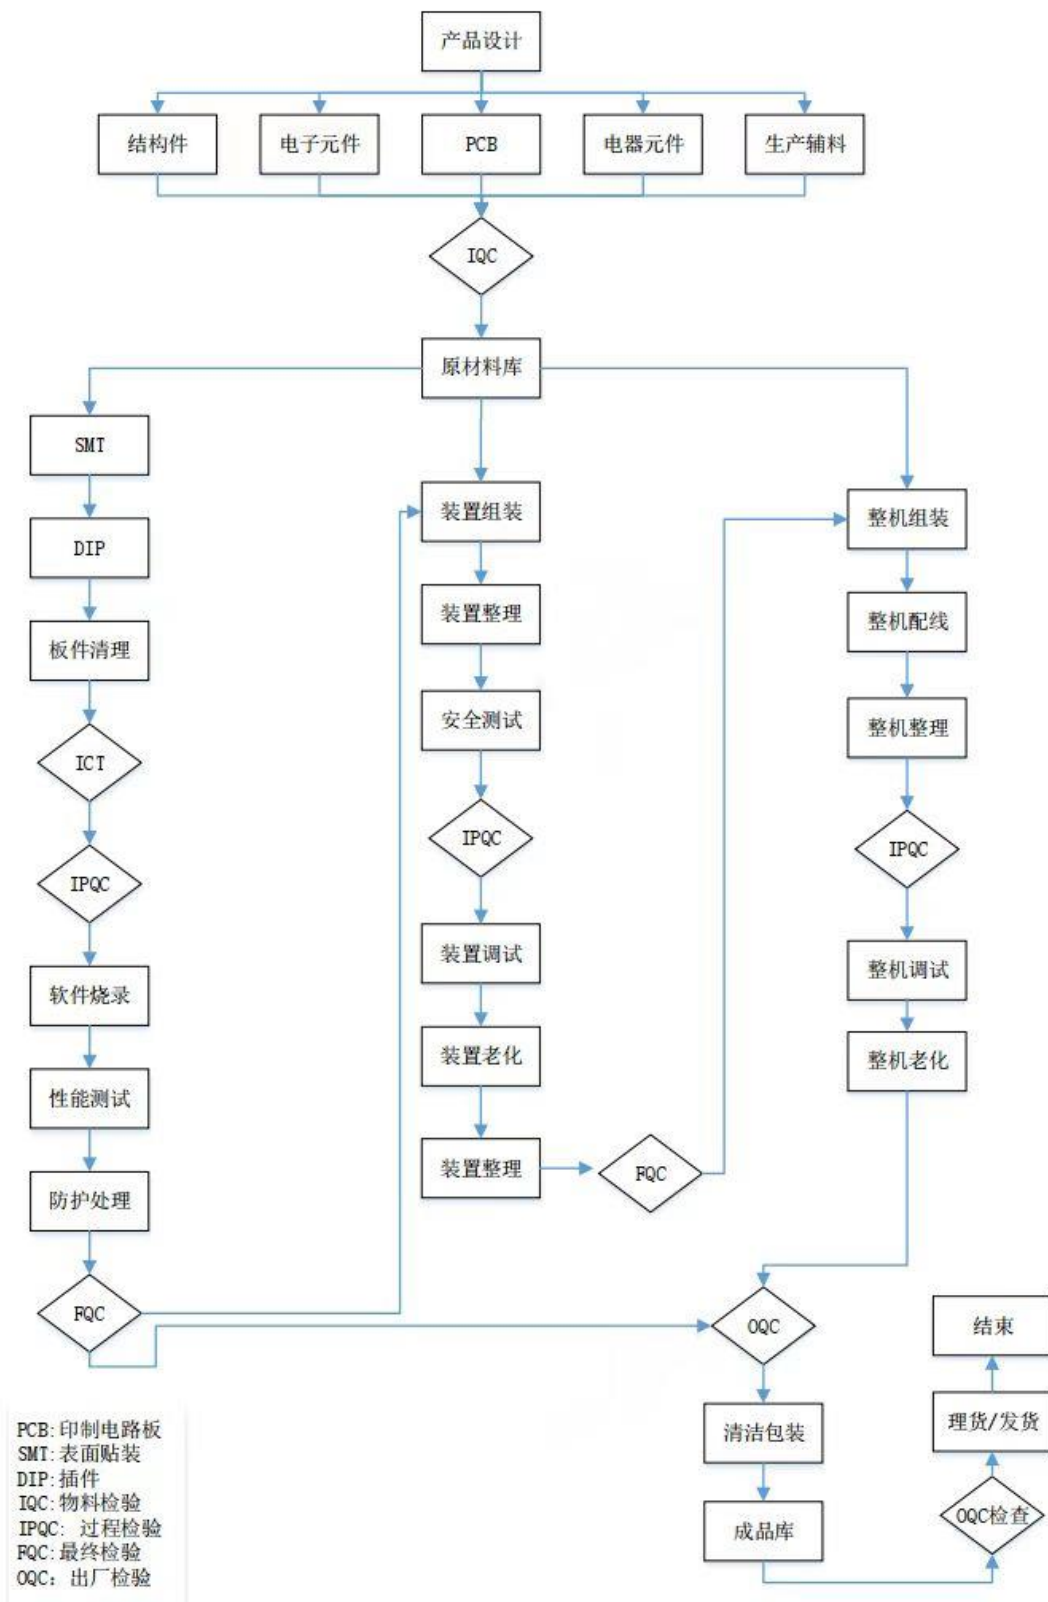 产品设计
结构件
电子元件
PCB
电器元件
生产辅料
IQC
原材料库
SMT
DIP
板件清理
ICT
IPQC
软件烧录
性能测试
防护处理
FQC
装置组装
装置整理
安全测试
IPQC
装置调试
装置老化
装置整理
FQC
整机组装
整机配线
整机整理
IPQC
整机调试
整机老化
OQC
清洁包装
成品库
OQC检查
理货/发货
结束
PCB:印制电路板
SMT:表面贴装
DIP:插件
IQC:物料检验
IPQC: 过程检验
FQC:最终检验
OQC: 出厂检验